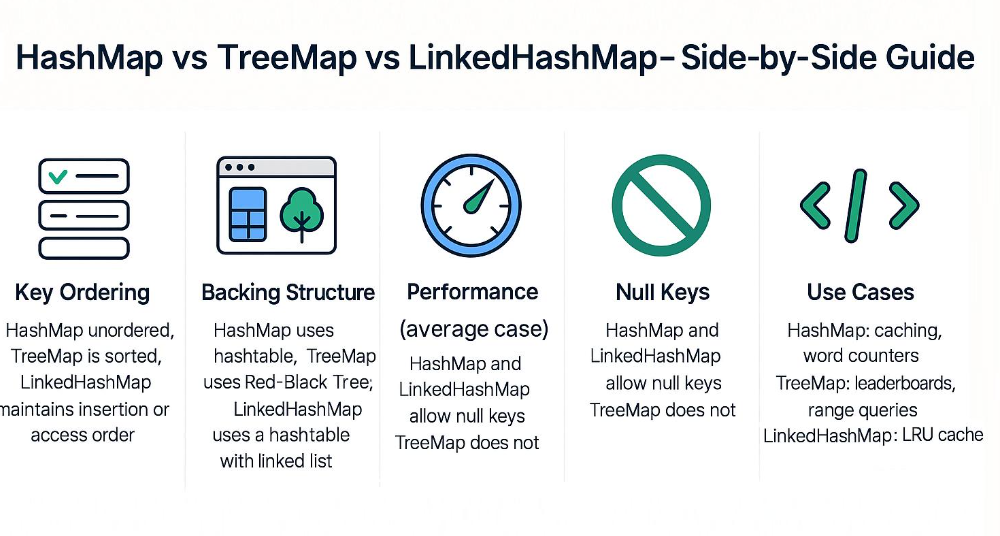 HashMap vs TreeMap vs LinkedHashMap – Side-by-Side Guide
Key Ordering
HashMap unordered,
TreeMap is sorted,
LinkedHashMap
maintains insertion or
access order
Backing Structure
HashMap uses
hashtable, TreeMap
uses Red-Black Tree;
LinkedHashMap
uses a hashtable
with linked list
Performance
(average case)
HashMap and
LinkedHashMap
allow null keys
TreeMap does not
Null Keys
HashMap and
LinkedHashMap
allow null keys
TreeMap does not
Use Cases
HashMap: caching,
word counters
TreeMap: leaderboards,
range queries
LinkedHashMap: LRU cache